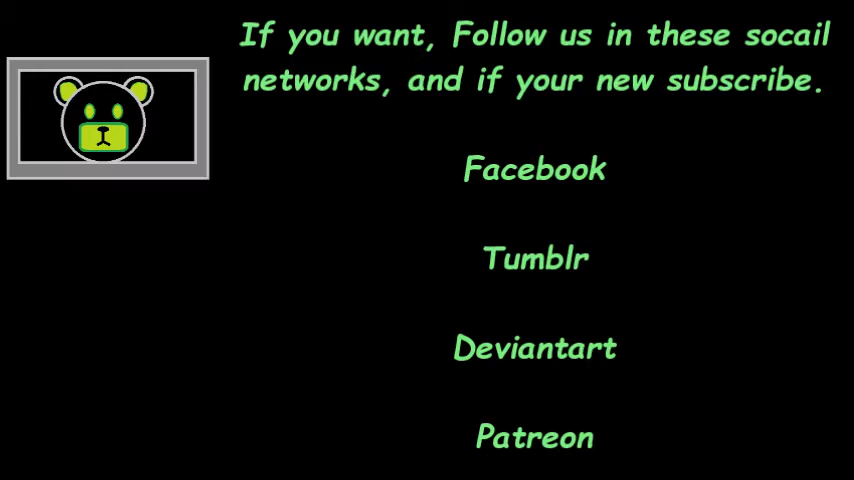 If you want, Follow us in these socail
networks, and if your new subscribe.
Facebook
Tumblr
Deviantart
Patreon